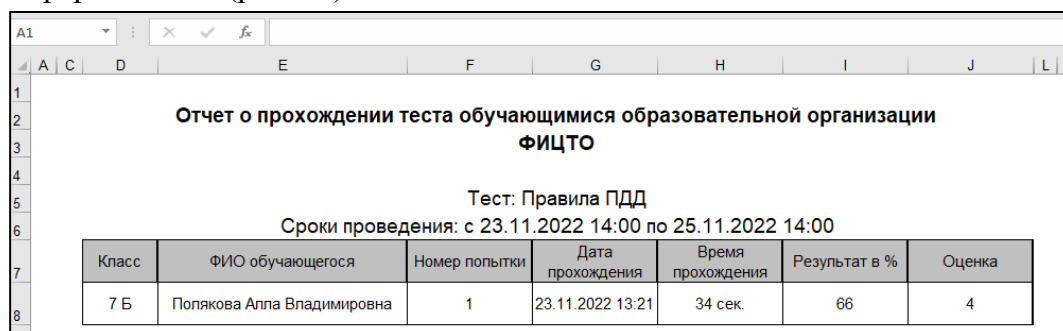 A1
fx
A C D E F G H I J L
1
2 Отчет о прохождении теста обучающимися образовательной организации
3 ФИЦТО
4
5 Тест: Правила ПДД
6 Сроки проведения: с 23.11.2022 14:00 по 25.11.2022 14:00
7 Класс ФИО обучающегося Номер попытки Дата прохождения Время прохождения Результат в % Оценка
8 7 Б Полякова Алла Владимировна 1 23.11.2022 13:21 34 сек. 66 4